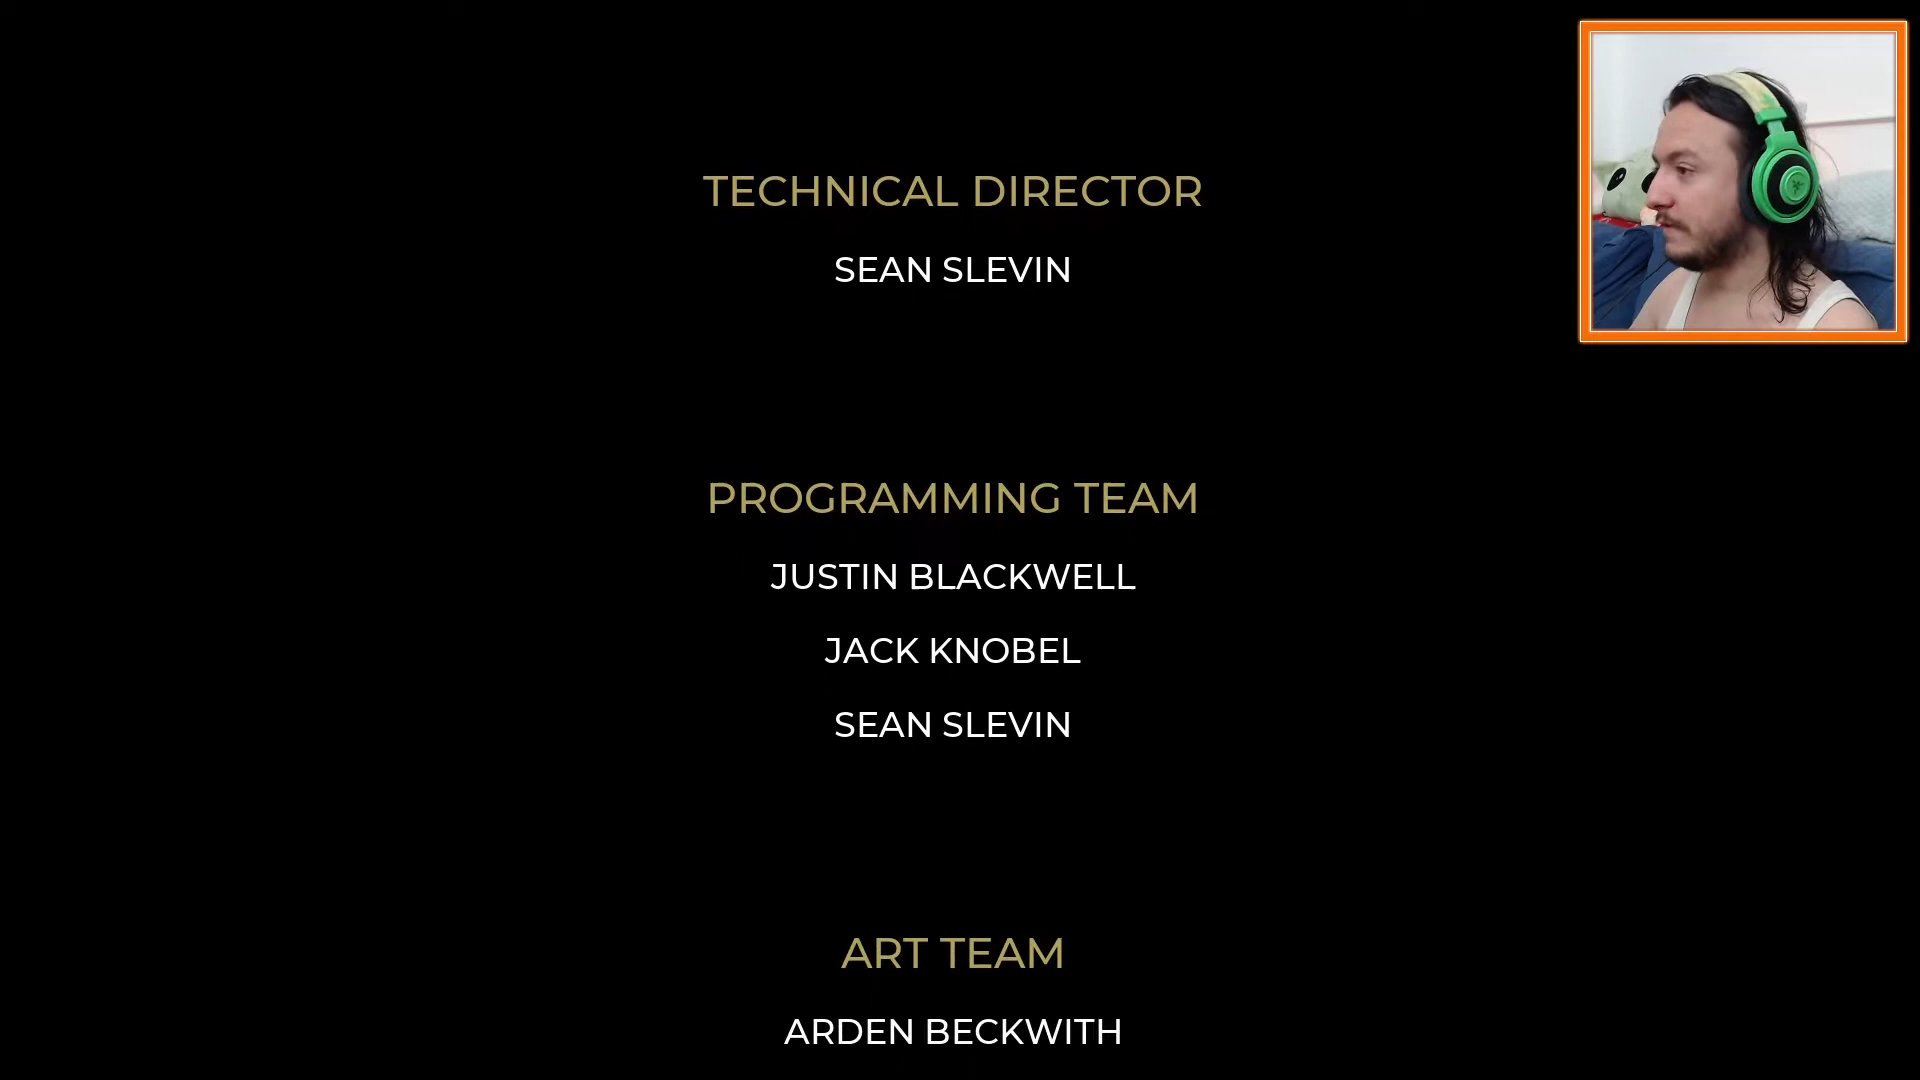 TECHNICAL DIRECTOR
SEAN SLEVIN
PROGRAMMING TEAM
JUSTIN BLACKWELL
JACK KNOBEL
SEAN SLEVIN
ART TEAM
ARDEN BECKWITH